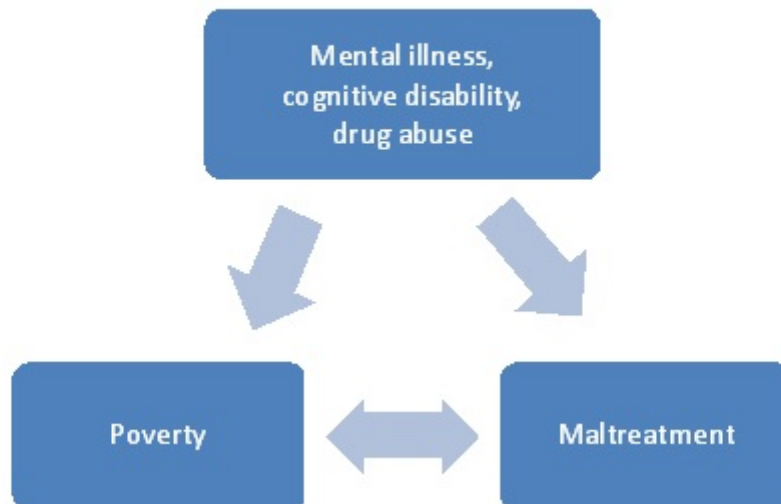 Mental illness,
cognitive disability,
drug abuse
Poverty
Maltreatment